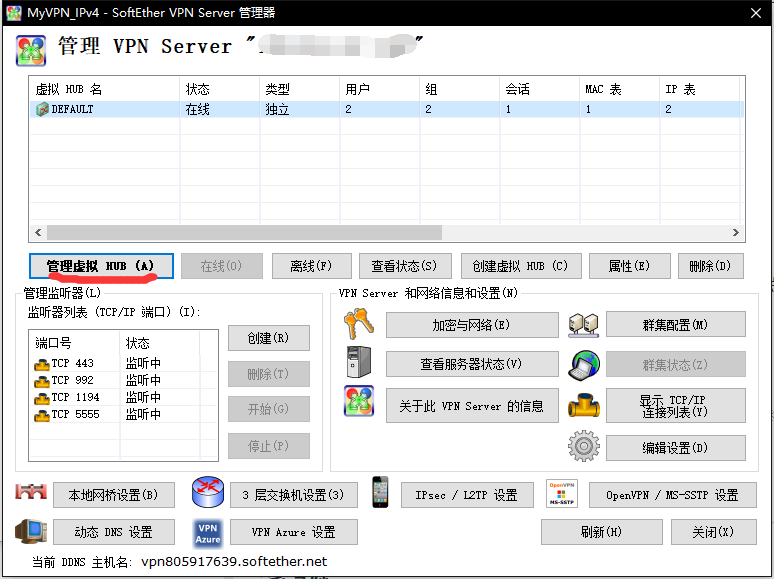 MyVPN_IPv4 - SoftEther VPN Server 管理器
管理 VPN Server "
"
虚拟 HUB 名 状态 类型 用户 组 会话 MAC 表 IP 表
DEFAULT 在线 独立 2 2 1 1 2
管理虚拟 HUB (A) 在线(O) 离线(F) 查看状态(S) 创建虚拟 HUB (C) 属性(E) 删除(D)
管理监听器(L)
监听器列表 (TCP/IP 端口) (I):
端口号 状态
TCP 443 监听中
TCP 992 监听中
TCP 1194 监听中
TCP 5555 监听中
创建(R)
删除(T)
开始(G)
停止(P)
VPN Server 和网络信息和设置(N)
加密与网络(E) 群集配置(M)
查看服务器状态(V) 群集状态(Z)
关于此 VPN Server 的信息 显示 TCP/IP
连接列表(Y)
编辑设置(D)
本地网桥设置(B) 3 层交换机设置(3) IPsec / L2TP 设置 OpenVPN MS-SSTP OpenVPN / MS-SSTP 设置
动态 DNS 设置 VPN Azure VPN Azure 设置 刷新(H) 关闭(X)
当前 DDNS 主机名: vpn805917639.softether.net